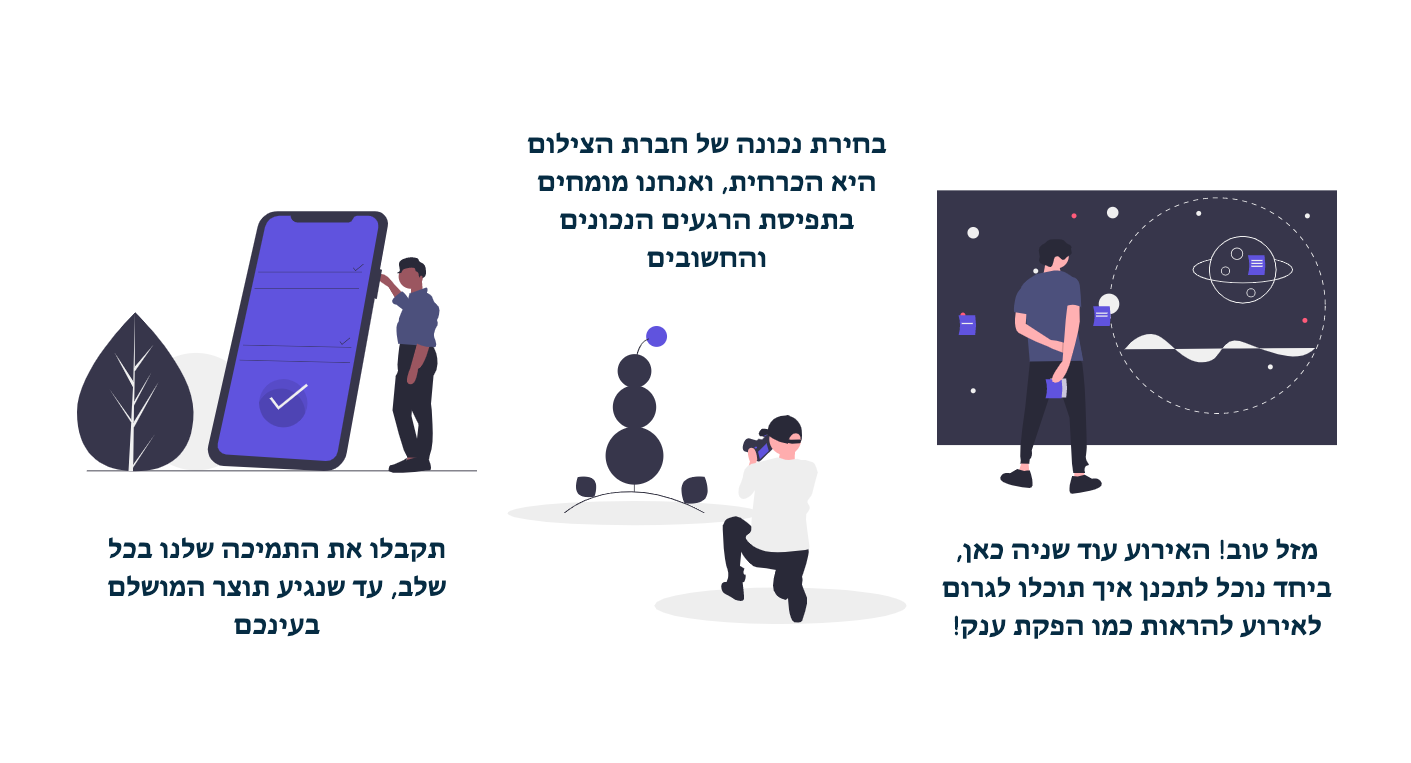 מזל טוב! האירוע עוד שניה כאן,
ביחד נוכל לתכנן איך תוכלו לגרום
לאירוע להראות כמו הפקת ענק!
בחירת נכונה של חברת הצילום
היא הכרחית, ואנחנו מומחים
בתפיסת הרגעים הנכונים
והחשובים
תקבלו את התמיכה שלנו בכל
שלב, עד שנגיע תוצר המושלם
בעינכם